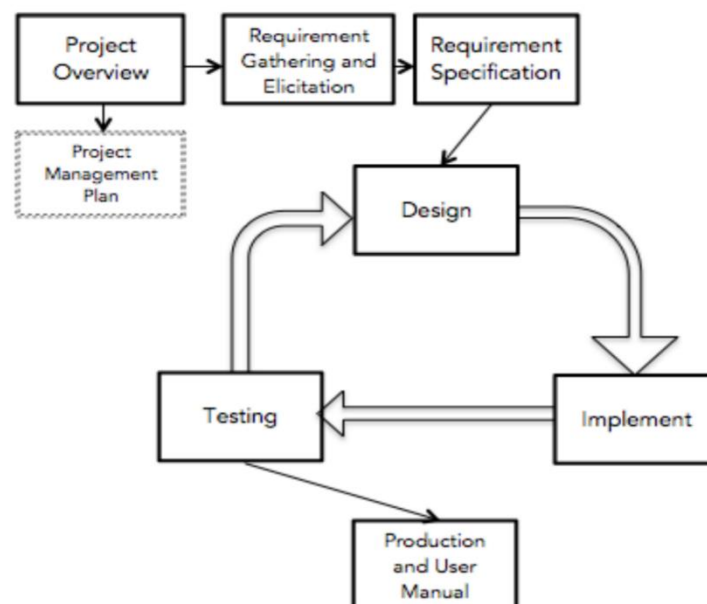 Project
Overview
Requirement
Gathering and
Elicitation
Requirement
Specification
Project
Management
Plan
Design
Testing
Implement
Production
and User
Manual